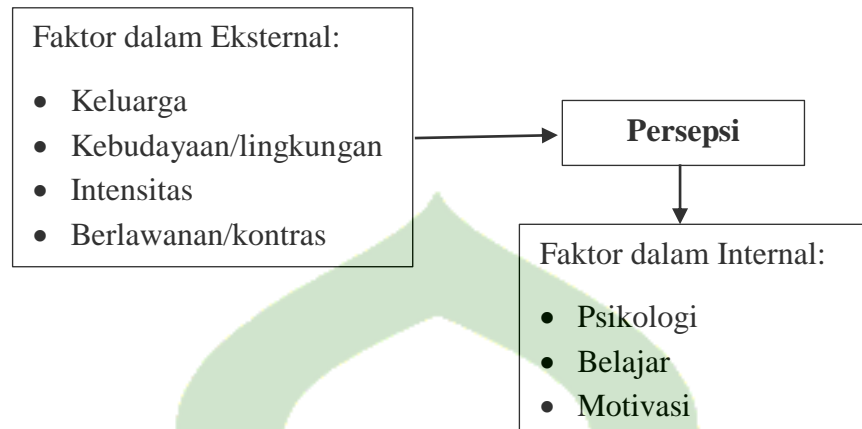 Faktor dalam Eksternal:
• Keluarga
• Kebudayaan/lingkungan
• Intensitas
• Berlawanan/kontras
Persepsi
Faktor dalam Internal:
• Psikologi
• Belajar
• Motivasi